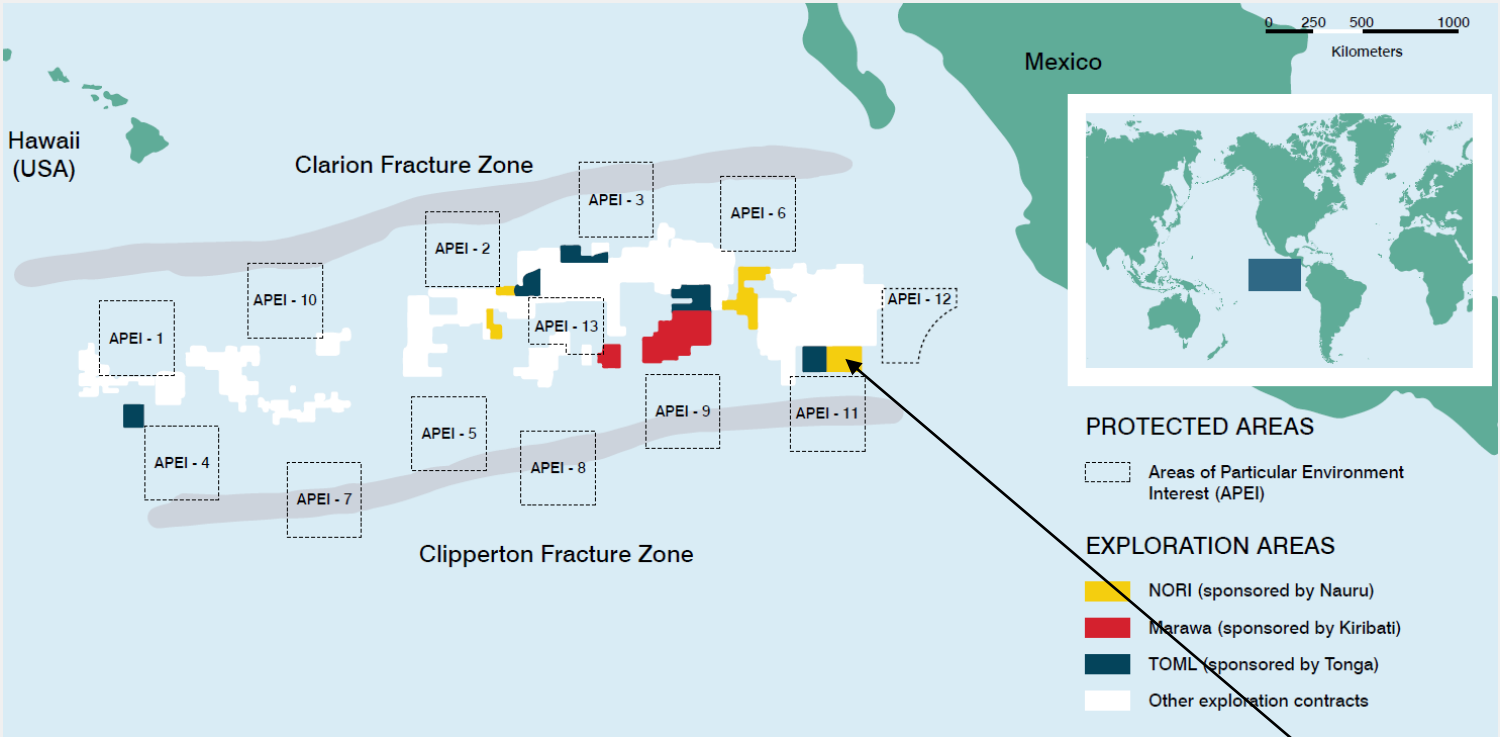 0 250 500 1000
Kilometers
Mexico
Hawaii
(USA)
Clarion Fracture Zone
APEI - 3
APEI - 6
APEI - 2
APEI - 10
APEI - 12
APEI - 1
APEI - 13
APEI - 9
APEI - 11
APEI - 5
APEI - 4
APEI - 8
APEI - 7
Clipperton Fracture Zone
PROTECTED AREAS
Areas of Particular Environment
Interest (APEI)
EXPLORATION AREAS
NORI (sponsored by Nauru)
Marawa (sponsored by Kiribati)
TOML (sponsored by Tonga)
Other exploration contracts